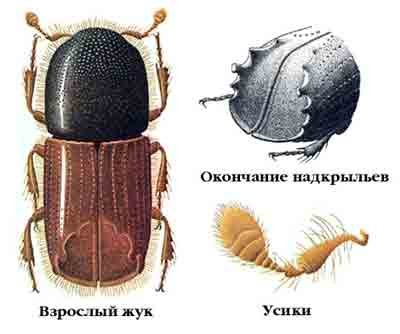 Окончание надкрыльев
Взрослый жук
Усики